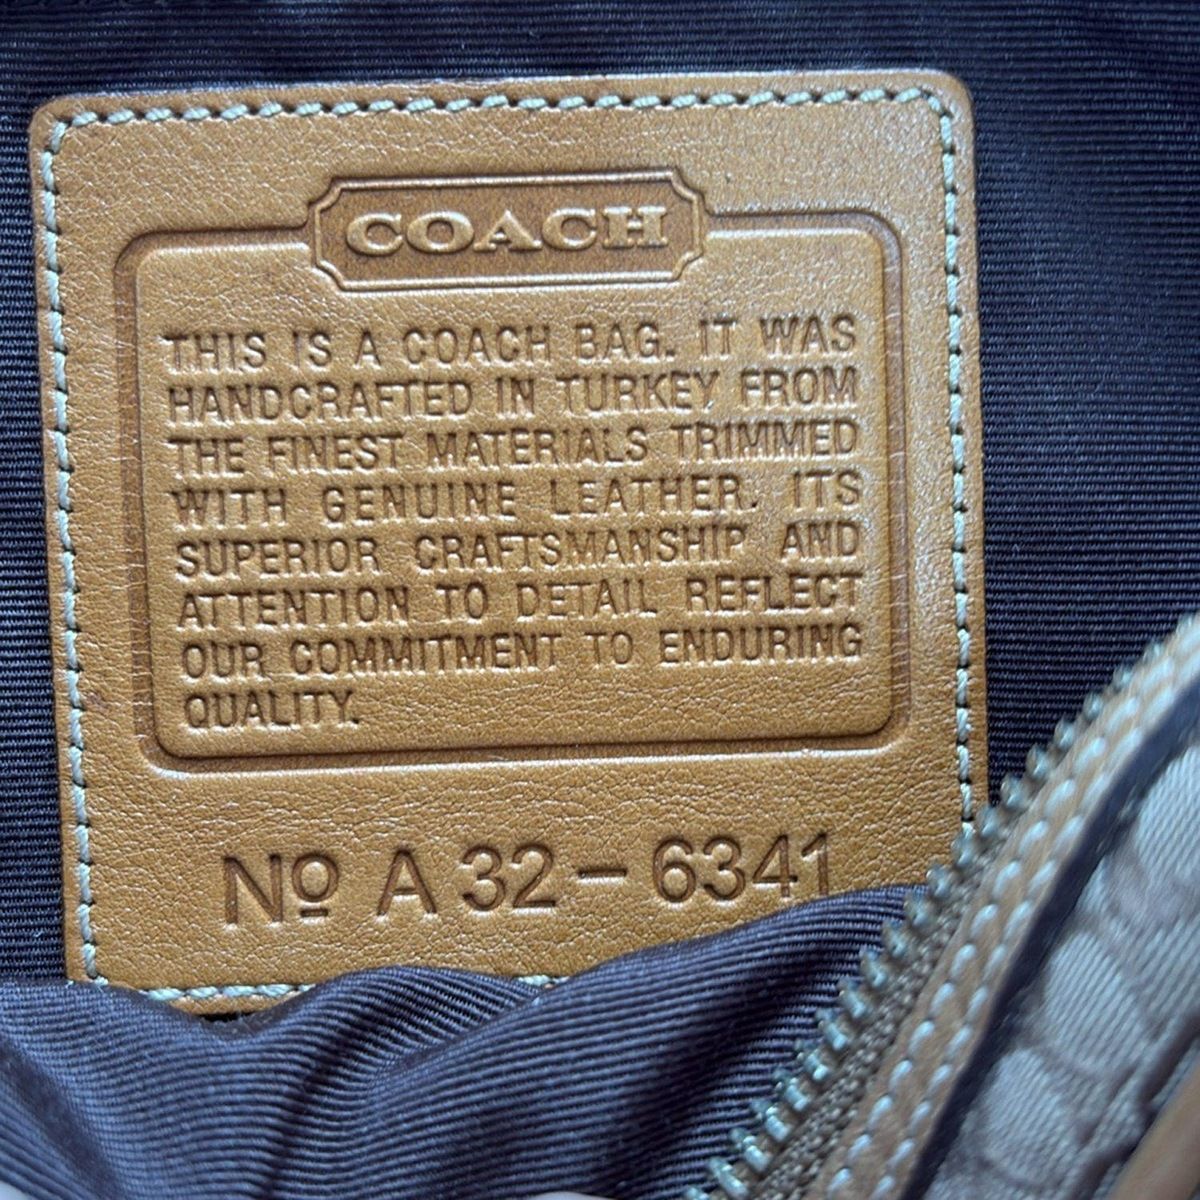 COACH
THIS IS A COACH BAG. IT WAS
HANDCRAFTED IN TURKEY FROM
THE FINEST MATERIALS TRIMMED
WITH GENUINE LEATHER. ITS
SUPERIOR CRAFTSMANSHIP AND
ATTENTION TO DETAIL REFLECT
OUR COMMITMENT TO ENDURING
QUALITY.
Nº A32-6341